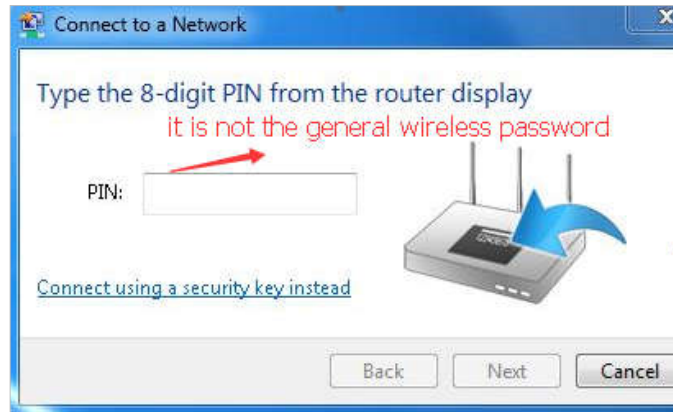 Connect to a Network
Type the 8-digit PIN from the router display
it is not the general wireless password
PIN:
Connect using a security key instead
Back Next Cancel